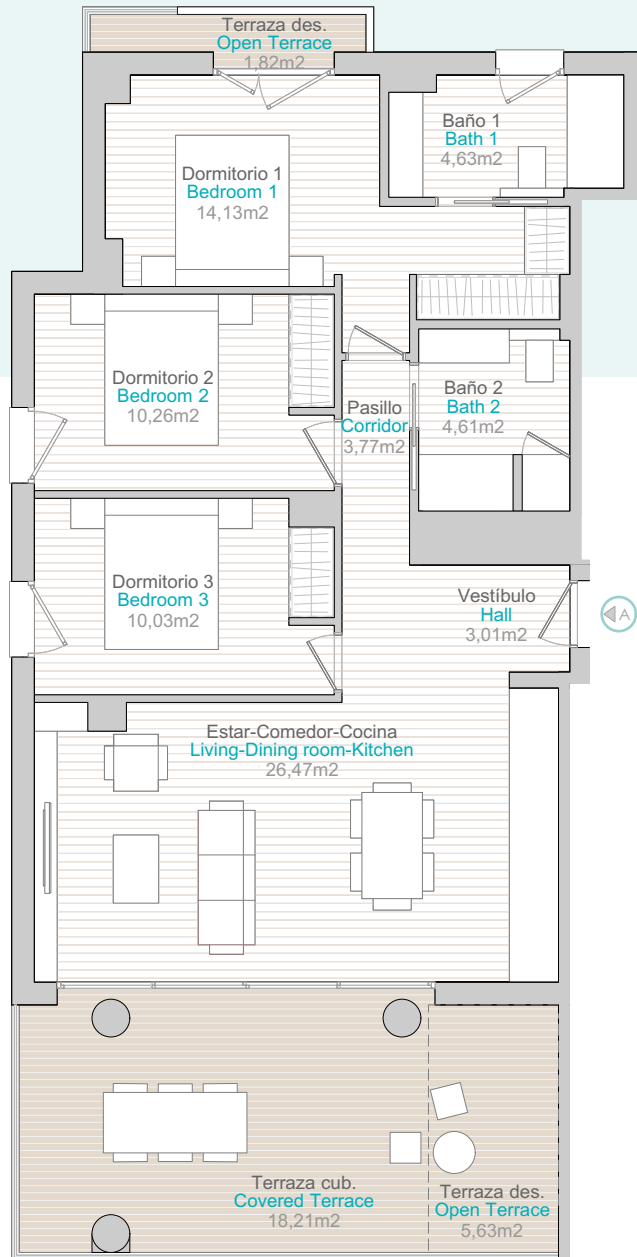 Terraza des.
Open Terrace
1,82m2
Baño 1
Bath 1
4,63m2
Dormitorio 1
Bedroom 1
14,13m2
Dormitorio 2
Bedroom 2
10,26m2
Pasillo
Corridor
3,77m2
Baño 2
Bath 2
4,61m2
Dormitorio 3
Bedroom 3
10,03m2
Vestíbulo
Hall
3,01m2
A
Estar-Comedor-Cocina
Living-Dining room-Kitchen
26,47m2
Terraza cub.
Covered Terrace
18,21m2
Terraza des.
Open Terrace
5,63m2